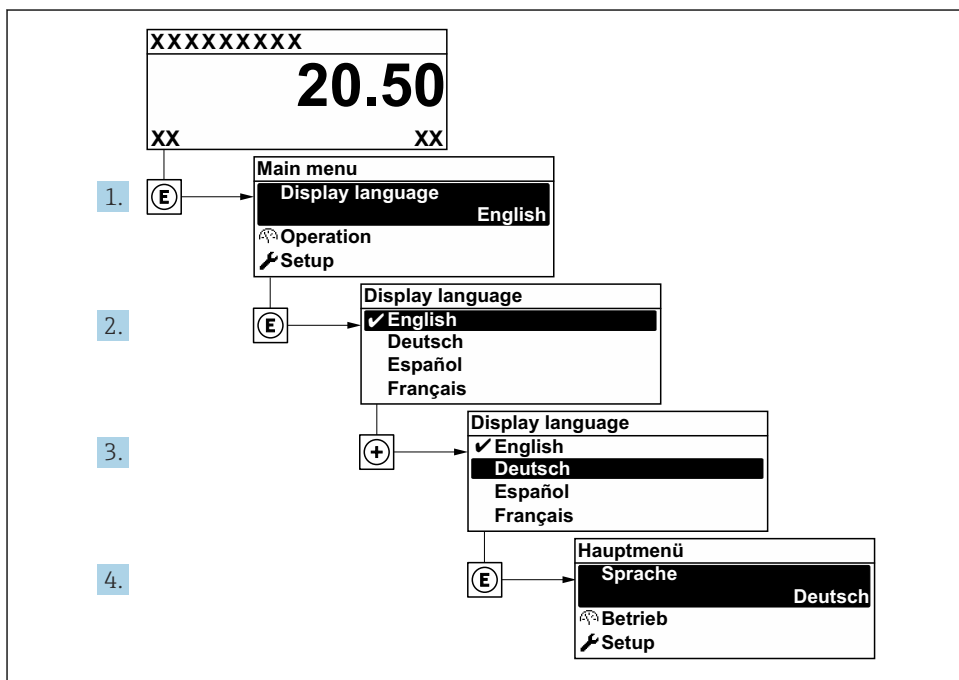 XXXXXXXXX
20.50
XX XX
1. E
Main menu
Display language
English
Operation
Setup
2. E
Display language
✔ English
Deutsch
Español
Français
3. +
Display language
✔ English
Deutsch
Español
Français
4. E
Hauptmenü
Sprache
Deutsch
Betrieb
Setup